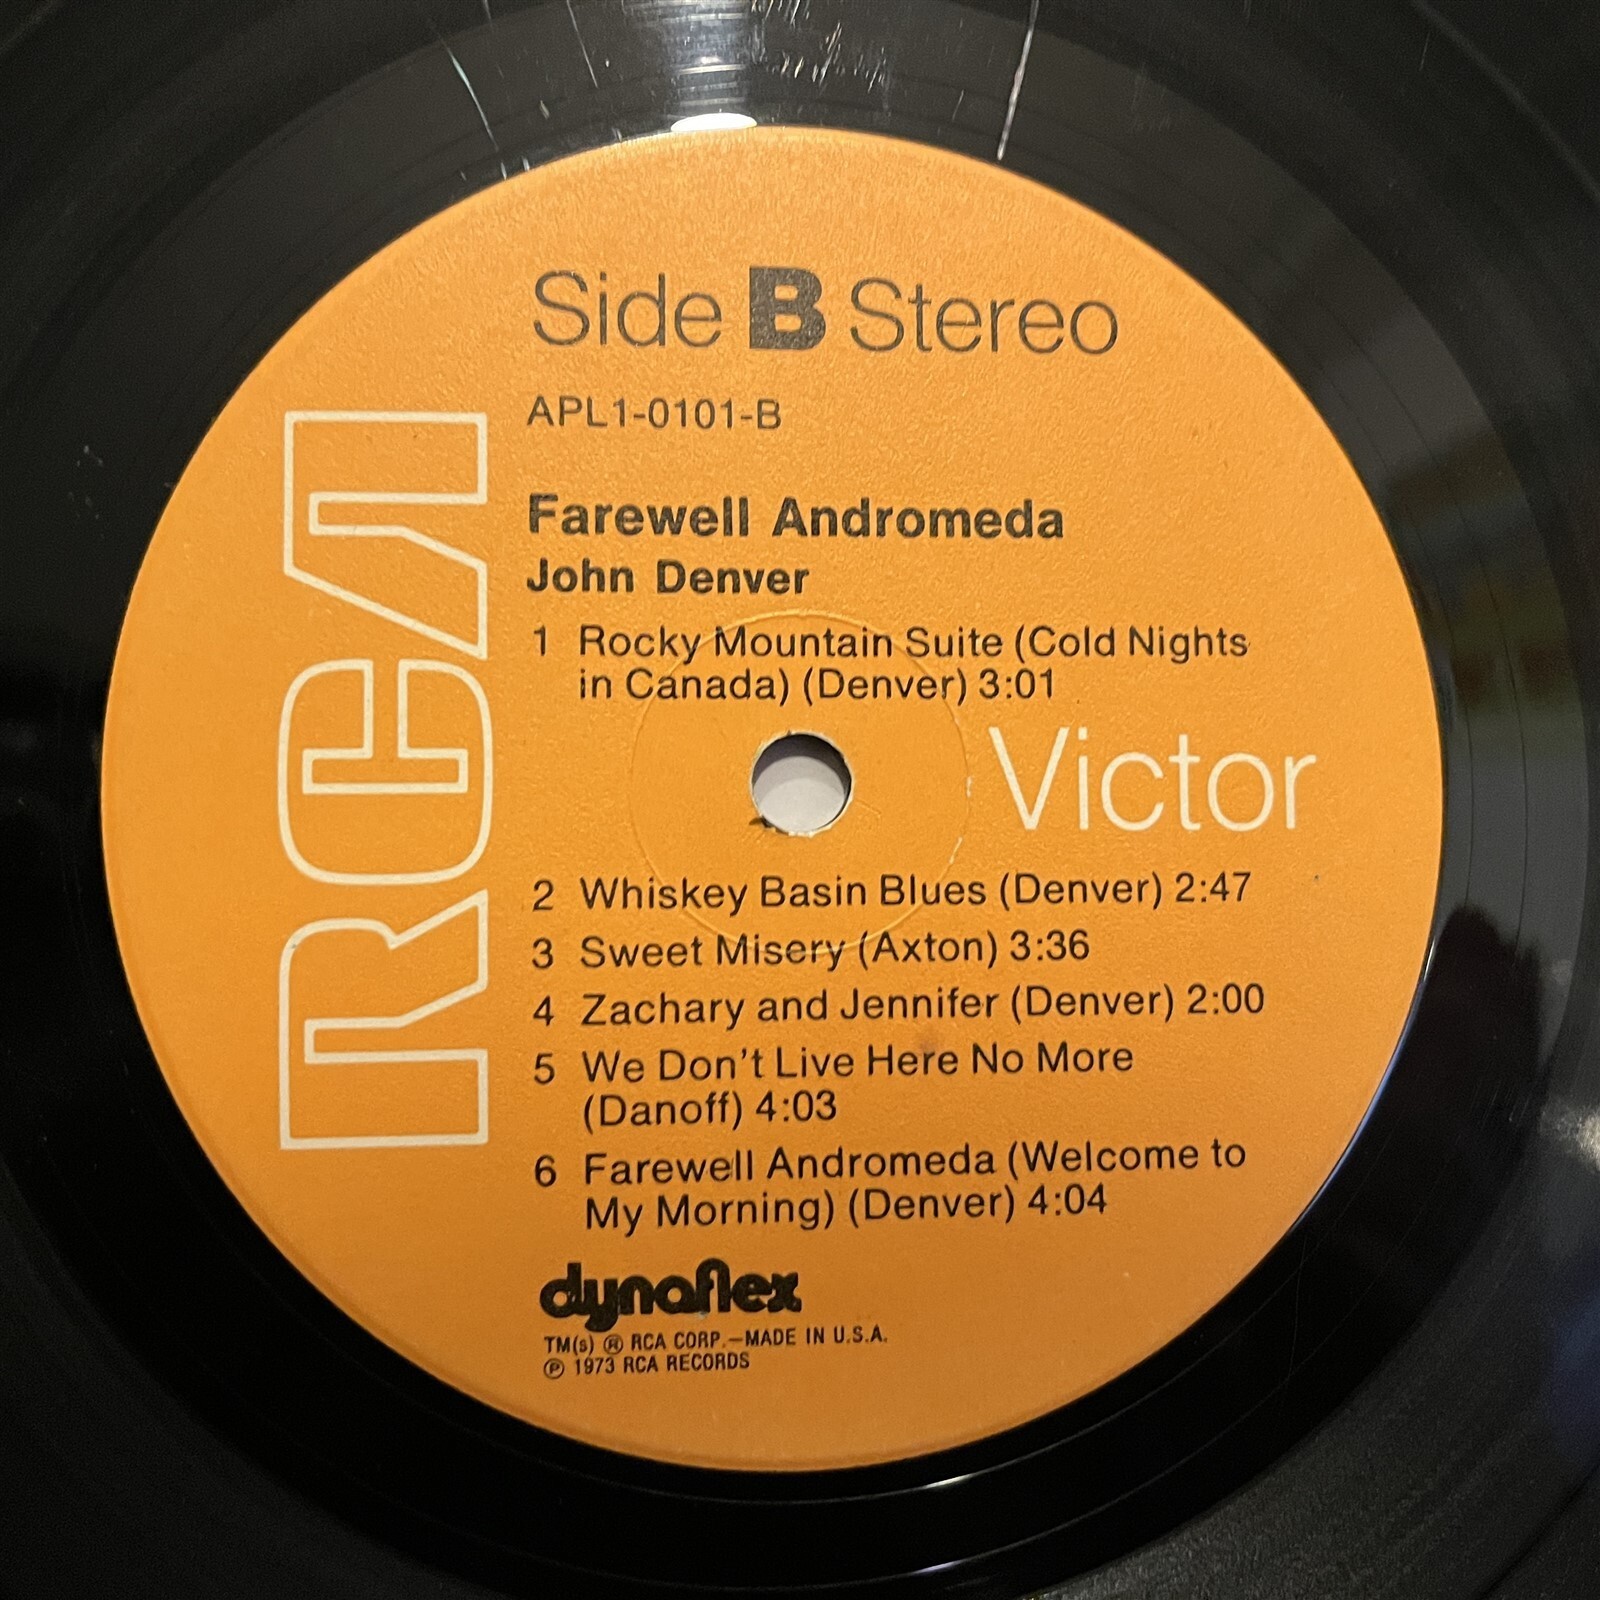 Side B Stereo
APL1-0101-B
Farewell Andromeda
John Denver
1 Rocky Mountain Suite (Cold Nights
in Canada) (Denver) 3:01
RCA
Victor
2 Whiskey Basin Blues (Denver) 2:47
3 Sweet Misery (Axton) 3:36
4 Zachary and Jennifer (Denver) 2:00
5 We Don't Live Here No More
(Danoff) 4:03
6 Farewell Andromeda (Welcome to
My Morning) (Denver) 4:04
dynaflex
TM(s) ® RCA CORP.—MADE IN U.S.A.
℗ 1973 RCA RECORDS